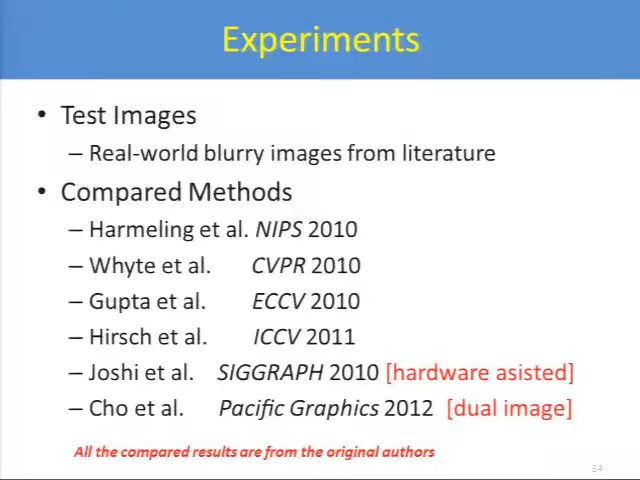 Experiments
• Test Images
– Real-world blurry images from literature
• Compared Methods
– Harmeling et al. NIPS 2010
– Whyte et al. CVPR 2010
– Gupta et al. ECCV 2010
– Hirsch et al. ICCV 2011
– Joshi et al. SIGGRAPH 2010 [hardware asisted]
– Cho et al. Pacific Graphics 2012 [dual image]
All the compared results are from the original authors
34